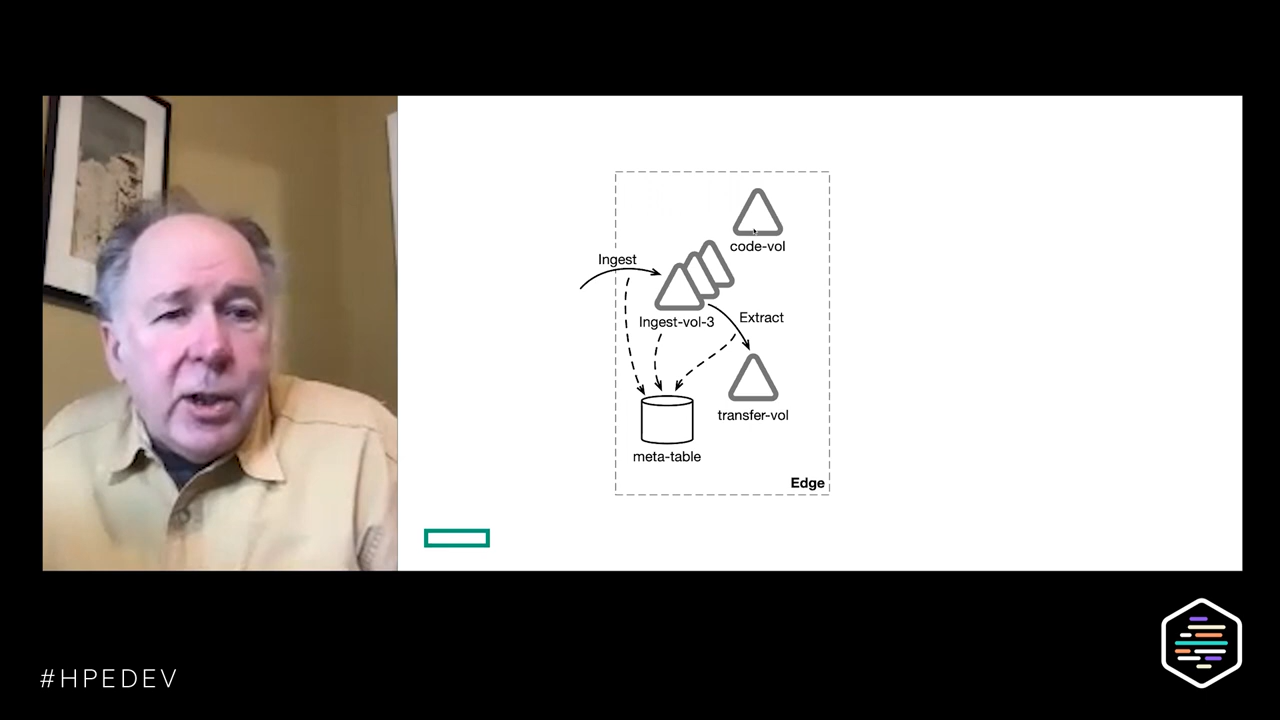 code-vol
Ingest
Ingest-vol-3
Extract
transfer-vol
meta-table
Edge
#HPEDEV